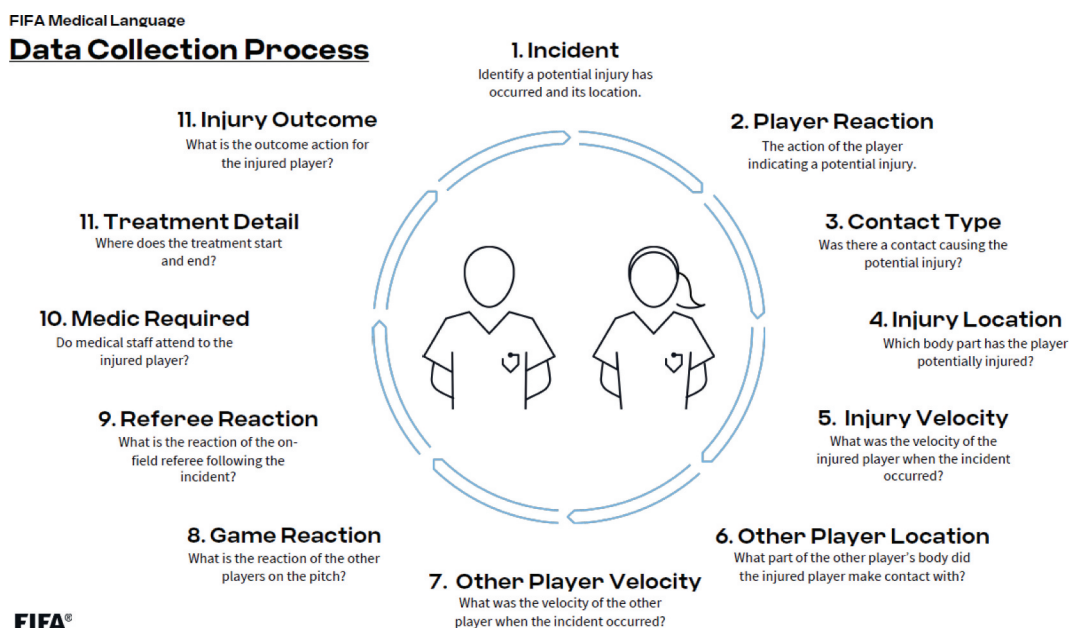 FIFA Medical Language
Data Collection Process
1. Incident
Identify a potential injury has
occurred and its location.
2. Player Reaction
The action of the player
indicating a potential injury.
3. Contact Type
Was there a contact causing the
potential injury?
4. Injury Location
Which body part has the player
potentially injured?
5. Injury Velocity
What was the velocity of the
injured player when the incident
occurred?
6. Other Player Location
What part of the other player's body did
the injured player make contact with?
7. Other Player Velocity
What was the velocity of the other
player when the incident occurred?
8. Game Reaction
What is the reaction of the other
players on the pitch?
9. Referee Reaction
What is the reaction of the on-
field referee following the
incident?
10. Medic Required
Do medical staff attend to the
injured player?
11. Treatment Detail
Where does the treatment start
and end?
11. Injury Outcome
What is the outcome action for
the injured player?
FIFA®